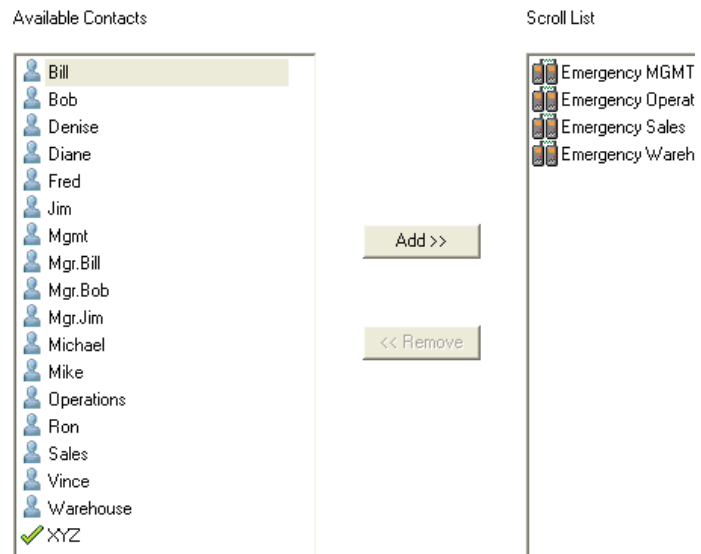 Available Contacts
Bill
Bob
Denise
Diane
Fred
Jim
Mgmt
Mgr.Bill
Mgr.Bob
Mgr.Jim
Michael
Mike
Operations
Ron
Sales
Vince
Warehouse
XYZ
Add >>
<< Remove
Scroll List
Emergency MGMT
Emergency Operat
Emergency Sales
Emergency Wareh